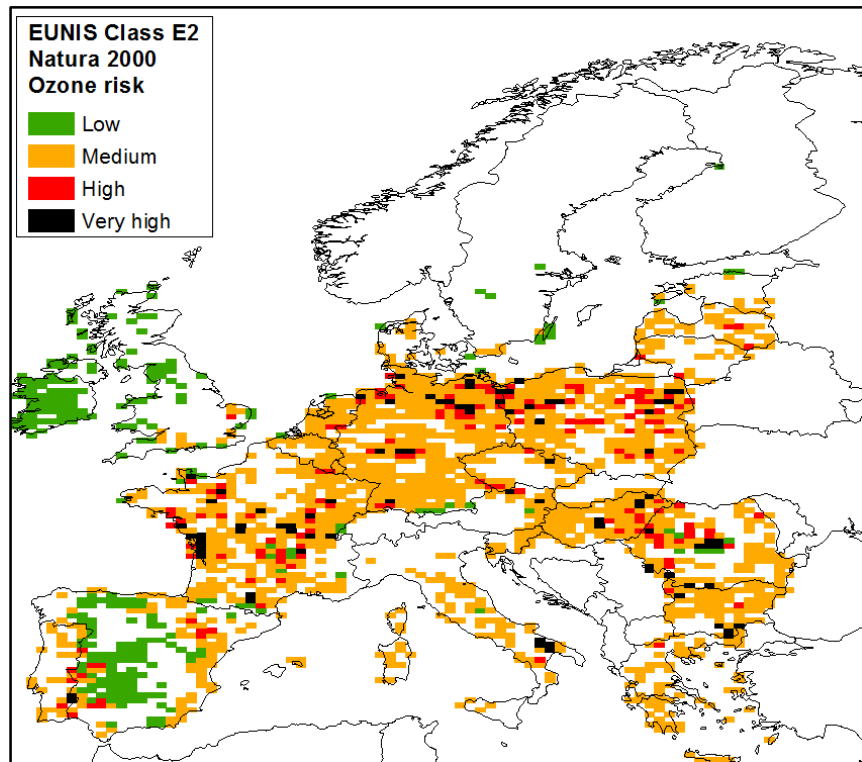 EUNIS Class E2
Natura 2000
Ozone risk
Low
Medium
High
Very high